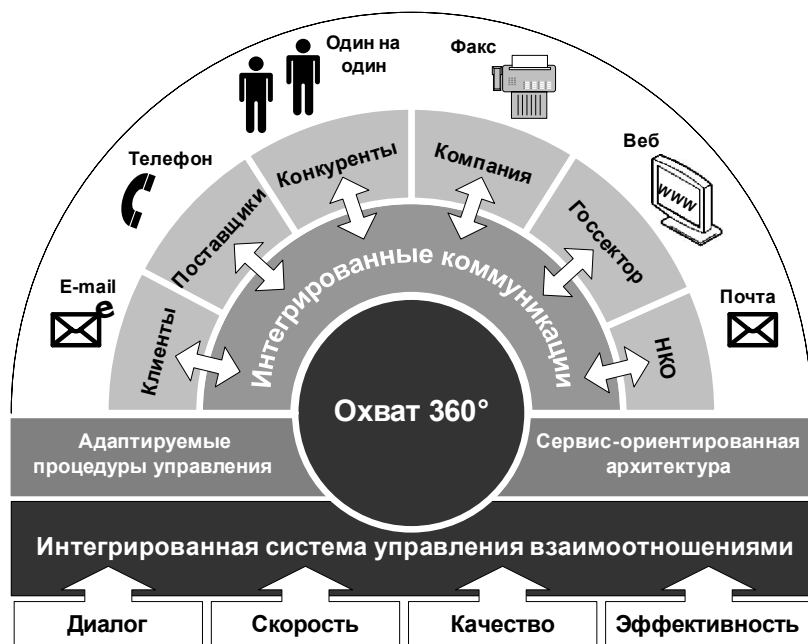 Один на
один
Факс
Телефон
Веб
E-mail
e
Почта
www
Клиенты
Поставщики
Конкуренты
Компания
Госсектор
НКО
Интегрированные коммуникации
Охват 360°
Адаптируемые
процедуры управления
Сервис-ориентированная
архитектура
Интегрированная система управления взаимоотношениями
Диалог
Скорость
Качество
Эффективность